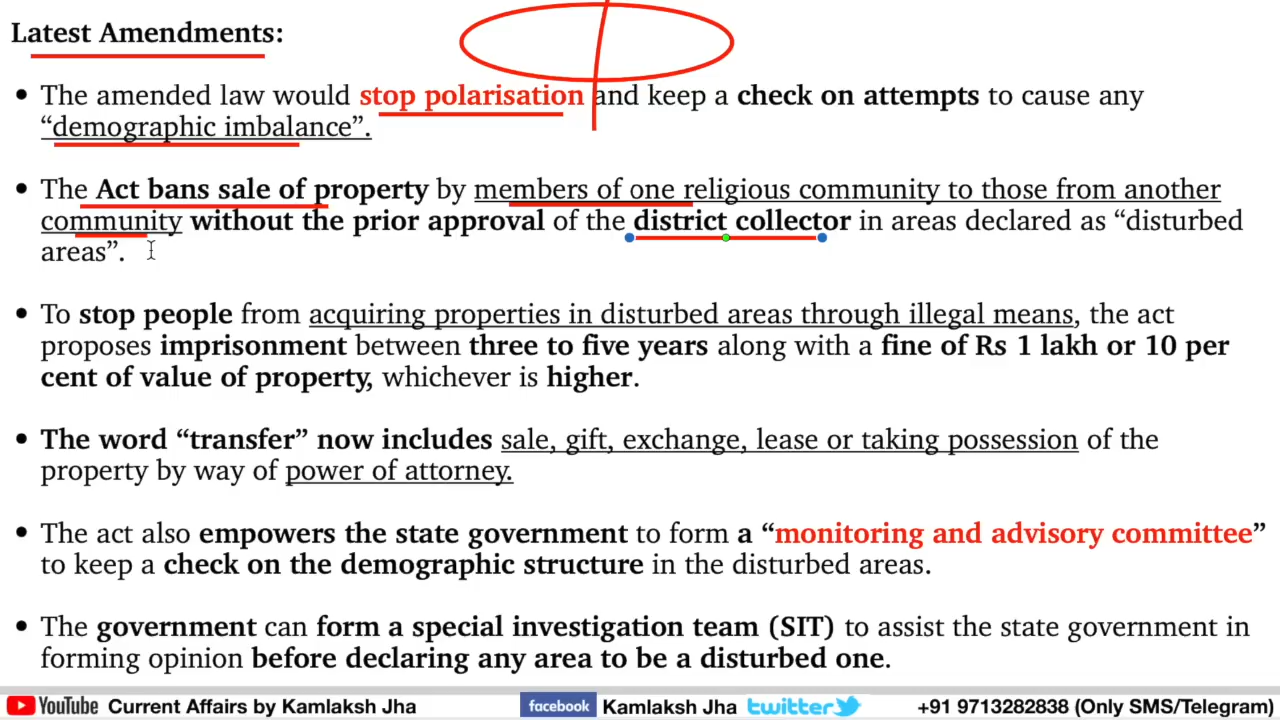 Latest Amendments:
• The amended law would stop polarisation and keep a check on attempts to cause any
“demographic imbalance”.
• The Act bans sale of property by members of one religious community to those from another
community without the prior approval of the district collector in areas declared as “disturbed
areas”.
• To stop people from acquiring properties in disturbed areas through illegal means, the act
proposes imprisonment between three to five years along with a fine of Rs 1 lakh or 10 per
cent of value of property, whichever is higher.
• The word “transfer” now includes sale, gift, exchange, lease or taking possession of the
property by way of power of attorney.
• The act also empowers the state government to form a “monitoring and advisory committee”
to keep a check on the demographic structure in the disturbed areas.
• The government can form a special investigation team (SIT) to assist the state government in
forming opinion before declaring any area to be a disturbed one.
YouTube Current Affairs by Kamlaksh Jha facebook Kamlaksh Jha twitter +91 9713282838 (Only SMS/Telegram)